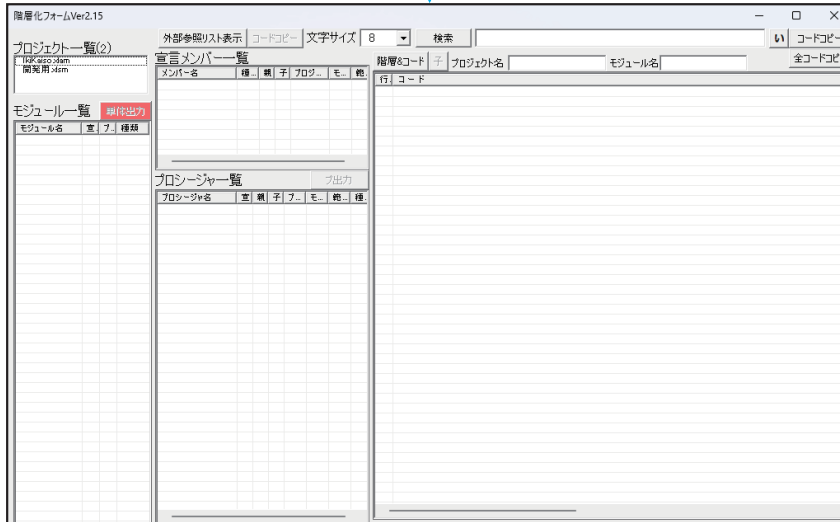 階層化フォームVer2.15
外部参照リスト表示 コードコピー 文字サイズ 8 検索 い コードコピー
プロジェクト一覧(2)
IkiKaiso.xlam
開発用.xlsm
宣言メンバー一覧
メンバー名 種... 親 子 プロジ... モ... 範.
階層&コード 子 プロジェクト名 モジュール名 全コードコピ
行. コード
モジュール一覧 単体出力
モジュール名 宣 プ.. 種類
プロシージャ一覧 プ出力
プロシージャ名 宣 親 子 プ... モ... 範... 種.